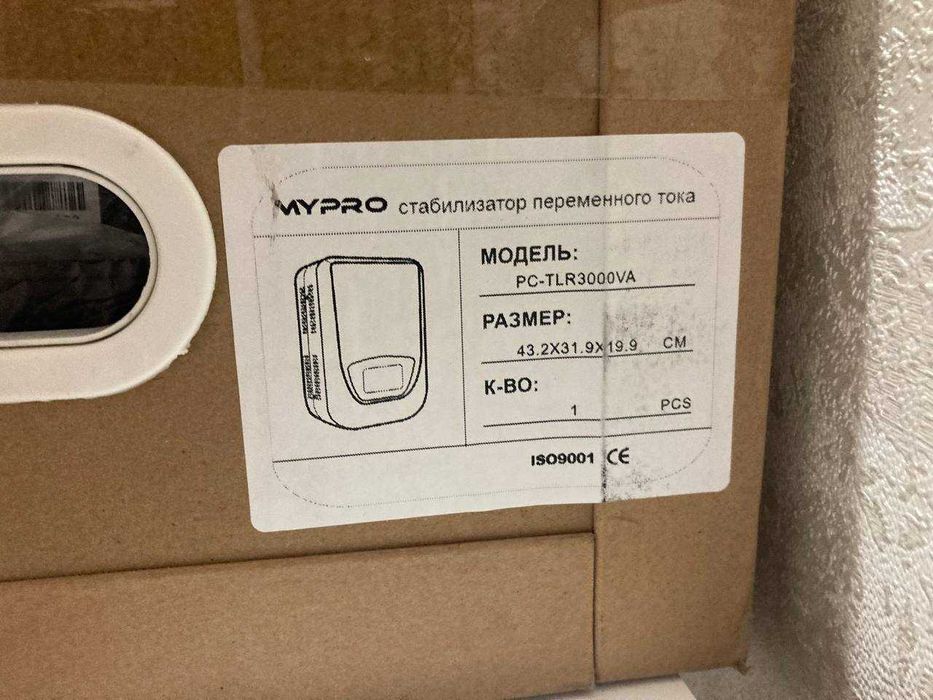 MYPRO стабилизатор переменного тока
МОДЕЛЬ:
PC-TLR3000VA
РАЗМЕР:
43.2X31.9X19.9 CM
К-ВО:
1 PCS
ISO9001 CE